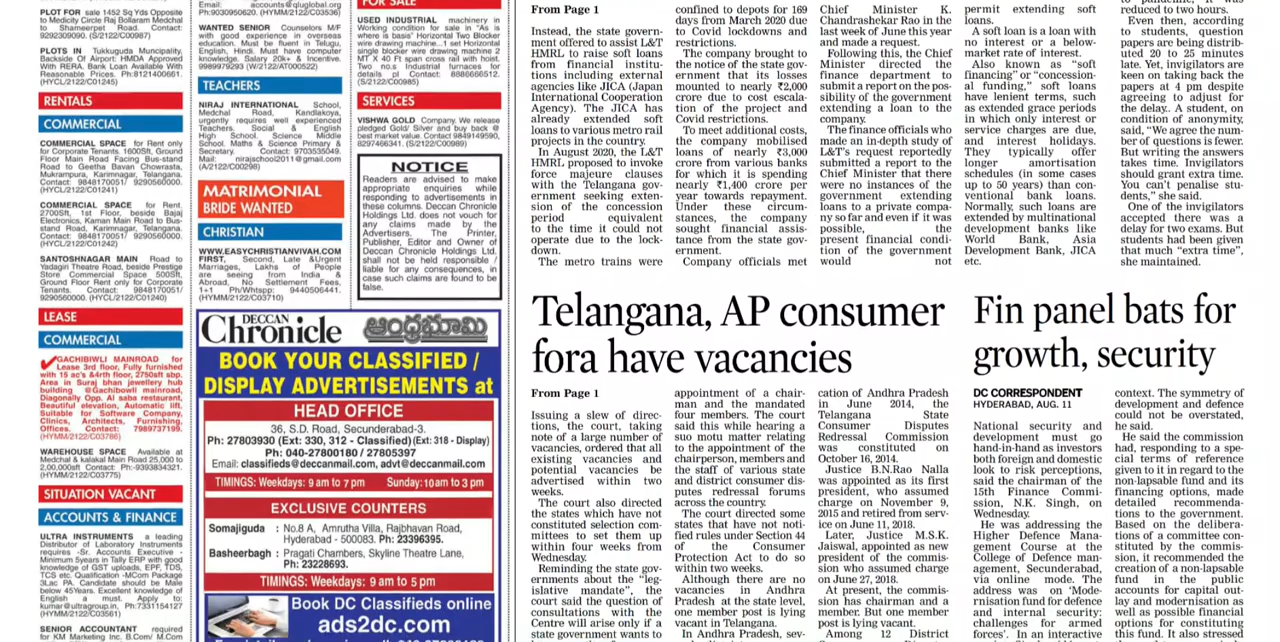 PLOT FOR sale 1452 Sq Yds Opposite
to Medicity Circle Raj Bollaram Medchal
to Shameerpet Road. Contact:
9292309090. (S/2122/C00987)
PLOTS IN Tukkuguda Muncipality,
Backside Of Airport: HMDA Approved
With RERA. Bank Loan Available With
Reasonable Prices. Ph:8121400661.
(HYCL/2122/C01245)
RENTALS
COMMERCIAL
COMMERCIAL SPACE for Rent only
for Corporate Tenants. 1600Sft, Ground
Floor Main Road Facing Bus-stand
Road to Geetha Bavan Chowrasta,
Mukrampura, Karimnagar, Telangana.
Contact: 9848170051/ 9290560000.
(HYCL/2122/C01241)
COMMERCIAL SPACE for Rent.
2700Sft, 1st Floor, beside Bajaj
Electronics, Kaman Main Road to Bus-
stand Road, Karimnagar, Telangana.
Contact: 9848170051/ 9290560000.
(HYCL/2122/C01242)
SANTOSHNAGAR MAIN Road to
Yadagiri Theatre Road, beside Prestige
Store Commercial Space 500Sft,
Ground Floor Rent only for Corporate
Tenants. Contact: 9848170051/
9290560000. (HYCL/2122/C01240)
LEASE
COMMERCIAL
GACHIBIWLI MAINROAD for
Lease 3rd floor, Fully furnished
with 15 ac's &4rth floor, 2750sft sbp.
Area in Suraj bhan jewellery hub
building @Gachibowli mainroad,
Diagonally Opp. Al saba restaurant,
Beautiful elevation, Automatic lift,
Suitable for Software Company,
Clinics, Architects, Furnishing,
Offices. Contact: 7989737199.
(HYMM/2122/C03786)
WAREHOUSE SPACE Available at
Medchal & kalakal Main Road 25,000 to
2,00,000sft Contact: Ph:-9393834321.
(HYMM/2122/C03775)
SITUATION VACANT
ACCOUNTS & FINANCE
ULTRA INSTRUMENTS a leading
Distributor of Laboratory Instruments
requires -Sr. Accounts Executive -
Minimum 5years in Tally ERP with good
knowledge of GST uploads, EPF, TDS,
TCS etc. Qualification -MCom Package
3Lac PA. Candidate should be Male
below 45Years. Excellent knowledge of
English a must. Apply to:
kumar@ultragroup.in, Ph:7331154127
(HYMM/2122/C03561)
SENIOR ACCOUNTANT required
for KM Marketing Inc. B.Com/ M.Com
Email: accounts@qluglobal.org
Ph:9030950620. (HYMM/2122/C03536)
WANTED SENIOR Counselors M/F
with good experience in overseas
education. Must be fluent in Telugu,
English, Hindi. Must have computer
knowledge. Salary 20k+ & Incentive.
9989979293 (W/2122/AT000522)
TEACHERS
NIRAJ INTERNATIONAL School,
Medchal Road, Kandlakoya,
urgently requires well experienced
Teachers. Social & English
High School. Science Middle
School. Maths & Science Primary &
Secretary. Contact: 9703535049.
Mail: nirajschool2011@gmail.com
(A/2122/C00298)
MATRIMONIAL
BRIDE WANTED
CHRISTIAN
WWW.EASYCHRISTIANVIVAH.COM
FIRST, Second, Late &Urgent
Marriages, Lakhs of People
are seeing from India &
Abroad, No Settlement Fees,
1+1 Ph/Whtspp: 9440506441.
(HYMM/2122/C03710)
FOR SALE
USED INDUSTRIAL machinery in
Working condition for sale in "As is
where is basis" Horizontal Two Blocker
wire drawing machine...1 set Horizontal
single blocker wire drawing machine 2
MT X 40 Ft span cross rail with hoist.
Two no.s Industrial furnaces for
details pl Contact: 8886666512.
(S/2122/C00985)
SERVICES
VISHWA GOLD Company. We release
pledged Gold/ Silver and buy back @
best market value. Contact 9849149590,
8297466341. (S/2122/C00989)
NOTICE
Readers are advised to make
appropriate enquiries while
responding to advertisements in
these columns. Deccan Chronicle
Holdings Ltd. does not vouch for
any claims made by the
Advertisers. The Printer,
Publisher, Editor and Owner of
Deccan Chronicle Holdings Ltd.
shall not be held responsible /
liable for any consequences, in
case such claims are found to be
false.
DECCAN
Chronicle ఆంధ్రభూమి
BOOK YOUR CLASSIFIED /
DISPLAY ADVERTISEMENTS at
HEAD OFFICE
36, S.D. Road, Secunderabad-3.
Ph: 27803930 (Ext: 330, 312 - Classified) (Ext: 318 - Display)
Ph: 040-27800180 / 27805397
Email: classifieds@deccanmail.com, advt@deccanmail.com
TIMINGS: Weekdays: 9 am to 7 pm Sunday: 10am to 3 pm
EXCLUSIVE COUNTERS
Somajiguda : No.8 A, Amrutha Villa, Rajbhavan Road,
Hyderabad - 500083. Ph: 23396395.
Basheerbagh : Pragati Chambers, Skyline Theatre Lane,
Ph: 23228693.
TIMINGS: Weekdays: 9 am to 5 pm
Book DC Classifieds online
ads2dc.com
From Page 1
Instead, the state govern-
ment offered to assist L&T
HMRL to raise soft loans
from financial institu-
tions including external
agencies like JICA (Japan
International Cooperation
Agency). The JICA has
already extended soft
loans to various metro rail
projects in the country.
In August 2020, the L&T
HMRL proposed to invoke
force majeure clauses
with the Telangana gov-
ernment seeking exten-
sion of the concession
period equivalent
to the time it could not
operate due to the lock-
down.
The metro trains were
confined to depots for 169
days from March 2020 due
to Covid lockdowns and
restrictions.
The company brought to
the notice of the state gov-
ernment that its losses
mounted to nearly ₹2,000
crore due to cost escala-
tion of the project and
Covid restrictions.
To meet additional costs,
the company mobilised
loans of nearly ₹3,000
crore from various banks
for which it is spending
nearly ₹1,400 crore per
year towards repayment.
Under these circum-
stances, the company
sought financial assis-
tance from the state gov-
ernment.
Company officials met
Chief Minister K.
Chandrashekar Rao in the
last week of June this year
and made a request.
Following this, the Chief
Minister directed the
finance department to
submit a report on the pos-
sibility of the government
extending a loan to the
company.
The finance officials who
made an in-depth study of
L&T's request reportedly
submitted a report to the
Chief Minister that there
were no instances of the
government extending
loans to a private compa-
ny so far and even if it was
possible, the
present financial condi-
tion of the government
would not
permit extending soft
loans.
A soft loan is a loan with
no interest or a below-
market rate of interest.
Also known as "soft
financing" or "concession-
al funding," soft loans
have lenient terms, such
as extended grace periods
in which only interest or
service charges are due,
and interest holidays.
They typically offer
longer amortisation
schedules (in some cases
up to 50 years) than con-
ventional bank loans.
Normally, such loans are
extended by multinational
development banks like
World Bank, Asia
Development Bank, JICA
etc.
reduced to two hours.
Even then, according
to students, question
papers are being distrib-
uted 20 to 25 minutes
late. Yet, invigilators are
keen on taking back the
papers at 4 pm despite
agreeing to adjust for
the delay. A student, on
condition of anonymity,
said, "We agree the num-
ber of questions is fewer.
But writing the answers
takes time. Invigilators
should grant extra time.
You can't penalise stu-
dents," she said.
One of the invigilators
accepted there was a
delay for two exams. But
students had been given
that much "extra time",
she maintained.
Telangana, AP consumer
fora have vacancies
From Page 1
Issuing a slew of direc-
tions, the court, taking
note of a large number of
vacancies, ordered that all
existing vacancies and
potential vacancies be
advertised within two
weeks.
The court also directed
the states which have not
constituted selection com-
mittees to set them up
within four weeks from
Wednesday.
Reminding the state gov-
ernments about the "leg-
islative mandate", the
court said the question of
consultations with the
Centre will arise only if a
state government wants to
appointment of a chair-
man and the mandated
four members. The court
said this while hearing a
suo motu matter relating
to the appointment of the
chairperson, members and
the staff of various state
and district consumer dis-
putes redressal forums
across the country.
The court directed some
states that have not noti-
fied rules under Section 44
of the Consumer
Protection Act to do so
within two weeks.
Although there are no
vacancies in Andhra
Pradesh at the state level,
one member post is lying
vacant in Telangana.
In Andhra Pradesh, sev-
cation of Andhra Pradesh
in June 2014, the
Telangana State
Consumer Disputes
Redressal Commission
was constituted on
October 16, 2014.
Justice B.N.Rao Nalla
was appointed as its first
president, who assumed
charge on November 9,
2015 and retired from serv-
ice on June 11, 2018.
Later, Justice M.S.K.
Jaiswal, appointed as new
president of the commis-
sion who assumed charge
on June 27, 2018.
At present, the commis-
sion has chairman and a
member. But one member
post is lying vacant.
Among 12 District
Fin panel bats for
growth, security
DC CORRESPONDENT
HYDERABAD, AUG. 11
National security and
development must go
hand-in-hand as investors
both foreign and domestic
look to risk perceptions,
said the chairman of the
15th Finance Commi-
ssion, N.K. Singh, on
Wednesday.
He was addressing the
Higher Defence Mana-
gement Course at the
College of Defence man-
agement, Secunderabad,
via online mode. The
address was on 'Mode-
rnisation fund for defence
and internal security:
challenges for armed
forces'. In an interactive
context. The symmetry of
development and defence
could not be overstated,
he said.
He said the commission
had, responding to a spe-
cial terms of reference
given to it in regard to the
non-lapsable fund and its
financing options, made
detailed recommenda-
tions to the government.
Based on the delibera-
tions of a committee con-
stituted by the commis-
sion, it recommended the
creation of a non-lapsable
fund in the public
accounts for capital out-
lay and modernisation as
well as possible financial
options for constituting
this fund. It canvassed